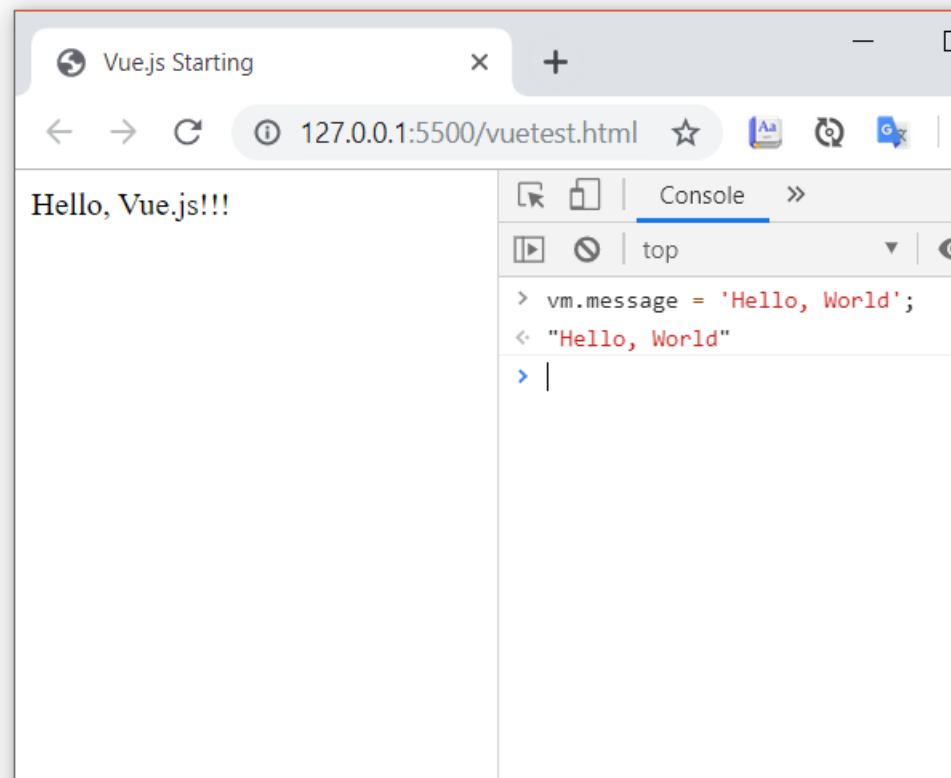 Vue.js Starting
127.0.0.1:5500/vuetest.html
Hello, Vue.js!!!
Console
top
> vm.message = 'Hello, World';
"Hello, World"
>